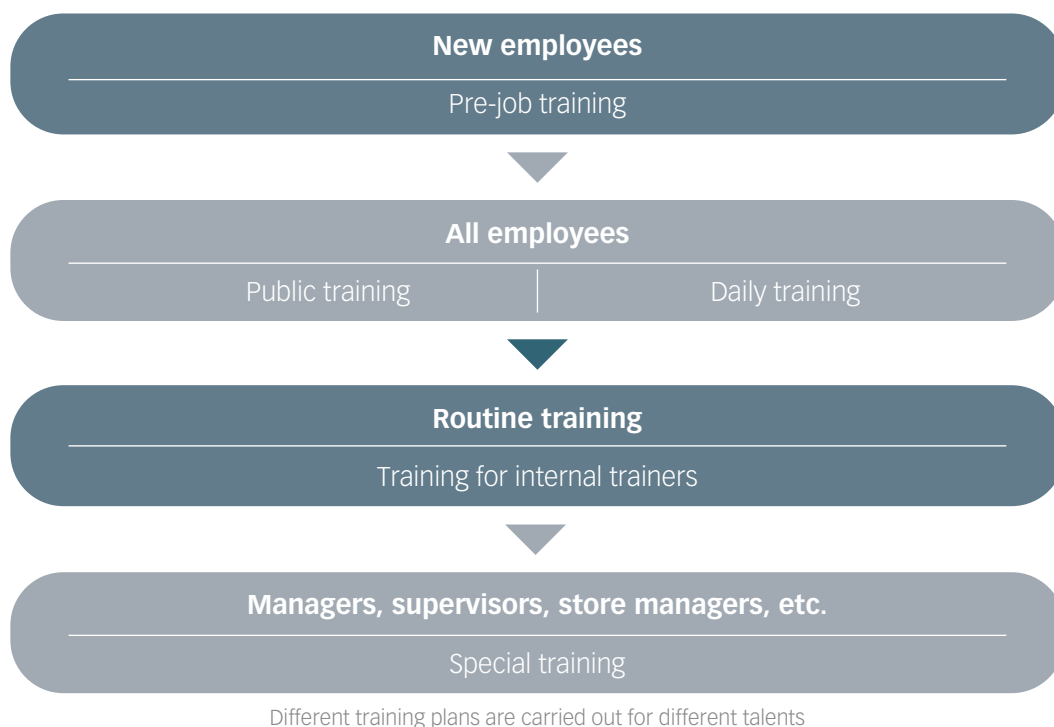 New employees
Pre-job training
All employees
Public training
Daily training
Routine training
Training for internal trainers
Managers, supervisors, store managers, etc.
Special training
Different training plans are carried out for different talents